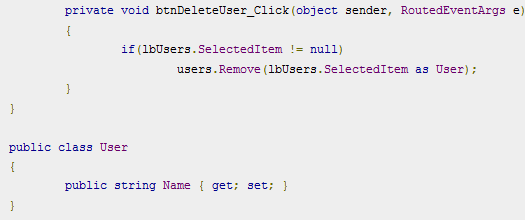 private void btnDeleteUser_Click(object sender, RoutedEventArgs e)
{
if(lbUsers.SelectedItem != null)
users.Remove(lbUsers.SelectedItem as User);
}
}
public class User
{
public string Name { get; set; }
}